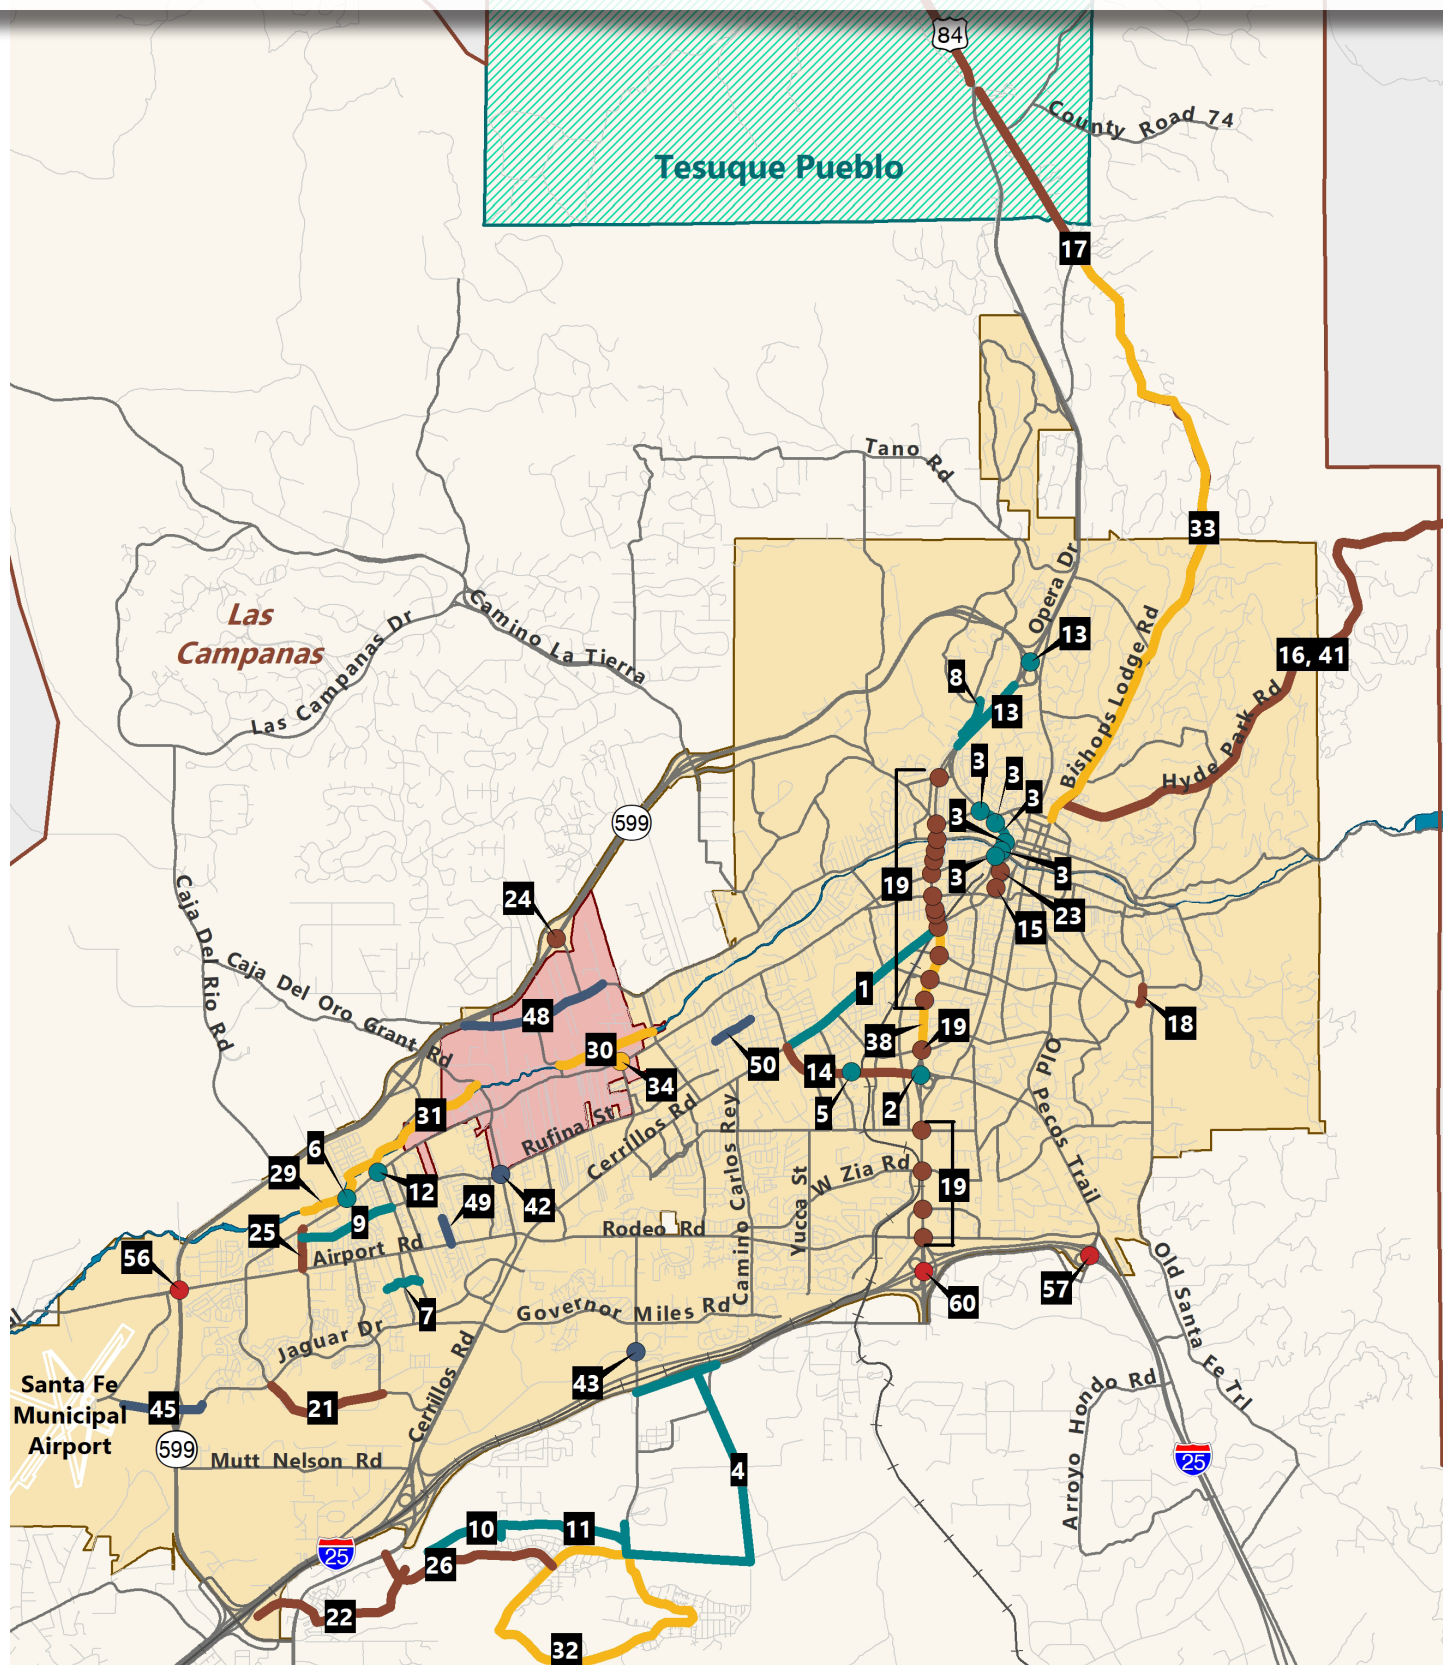 84
County Road 74
Tesuque Pueblo
17
Tano Rd
33
Opera Dr
Las
Campanas
Camino La Tierra
Las Campanas Dr
13
16, 41
8
13
Bishops Lodge Rd
Hyde Park Rd
3
3
3
3
599
3
3
19
24
23
15
Caja Del Rio Rd
Caja Del Oro Grant Rd
1
48
18
38
19
30
50
14
34
Pio Pecos Trail
5
2
31
Rufina St
Cerrillos Rd
Camino Carlos Rey
6
29
W Zia Rd
Yucca St
12
49
42
19
9
25
Rodeo Rd
Airport Rd
56
Old Santa Fe Trl
57
60
7
Governor Miles Rd
Jaguar Dr
43
Santa Fe
Municipal
Airport
45
21
Cerrillos Rd
Arroyo Hondo Rd
599
Mutt Nelson Rd
4
25
10
11
25
26
22
32